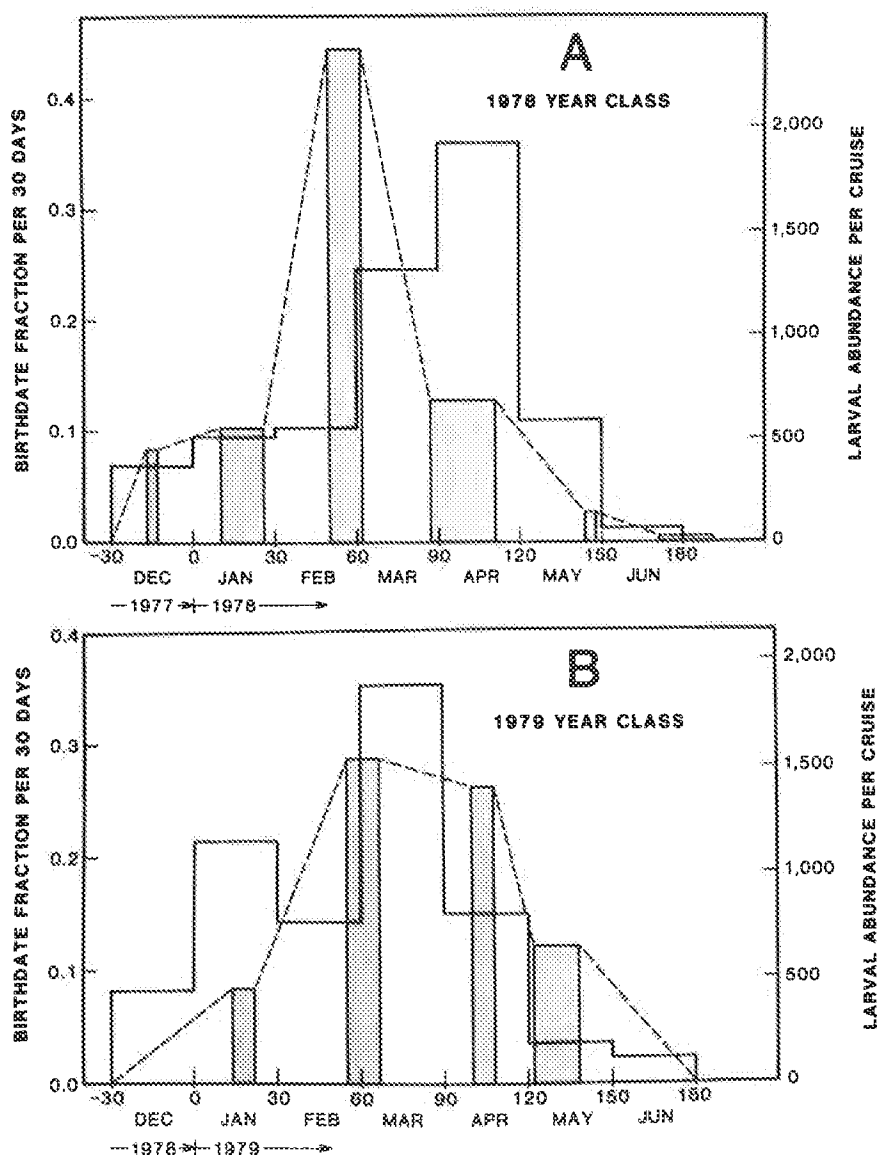 A
1978 YEAR CLASS
BIRTHDATE FRACTION PER 30 DAYS
0.4
0.3
0.2
0.1
0.0
LARVAL ABUNDANCE PER CRUISE
2,000
1,500
1,000
500
0
-30 0 30 60 90 120 150 180
DEC JAN FEB MAR APR MAY JUN
1977 1978
B
1979 YEAR CLASS
BIRTHDATE FRACTION PER 30 DAYS
0.4
0.3
0.2
0.1
0.0
LARVAL ABUNDANCE PER CRUISE
2,000
1,500
1,000
500
0
-30 0 30 60 90 120 150 180
DEC JAN FEB MAR APR MAY JUN
1978 1979